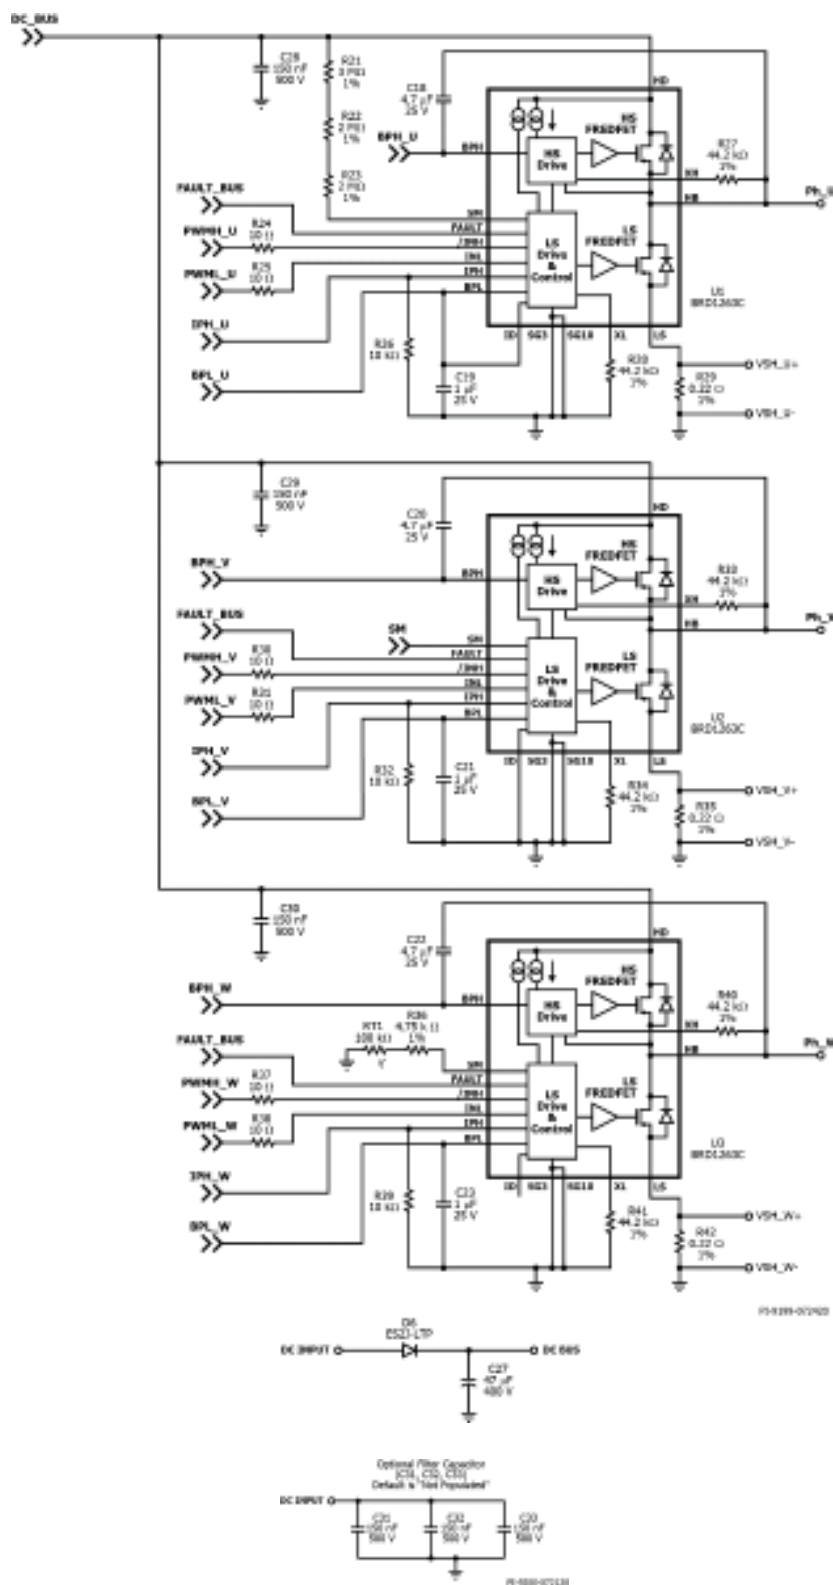 DC_BUS
C28
150 nF
500 V
R21
1%
R22
2 MΩ
1%
R23
2 MΩ
1%
C18
4.7 µF
25 V
BPH_U
BPH
HD
HS
FREDFET
HS
Drive
R27
44.2 kΩ
1%
XH
HB
FAULT_BUS
PWMH_U
R24
10 Ω
PWML_U
R25
10 Ω
SM
FAULT
/INH
INL
IPH
BPL
LS
Drive
&
Control
LS
FREDFET
U1
BRD1263C
IPH_U
BPL_U
R26
10 kΩ
C19
1 µF
25 V
ID
SG3
SG10
XL
LS
R28
44.2 kΩ
1%
R29
0.22 Ω
1%
VSH_U+
VSH_U-
C29
150 nF
500 V
C20
4.7 µF
25 V
BPH_V
BPH
HD
HS
FREDFET
HS
Drive
R33
44.2 kΩ
1%
XH
HB
FAULT_BUS
SM
SM
FAULT
/INH
INL
IPH
BPL
PWMH_V
R30
10 Ω
PWML_V
R31
10 Ω
LS
Drive
&
Control
LS
FREDFET
U2
BRD1263C
IPH_V
BPL_V
R32
10 kΩ
C21
1 µF
25 V
ID
SG3
SG10
XL
LS
R34
44.2 kΩ
1%
R35
0.22 Ω
1%
VSH_V+
VSH_V-
C30
150 nF
500 V
C22
4.7 µF
25 V
BPH_W
BPH
HD
HS
FREDFET
HS
Drive
R40
44.2 kΩ
1%
XH
HB
FAULT_BUS
RT1
100 kΩ
R36
4.75 kΩ
1%
SM
FAULT
/INH
INL
IPH
BPL
PWMH_W
R37
10 Ω
PWML_W
R38
10 Ω
LS
Drive
&
Control
LS
FREDFET
U3
BRD1263C
IPH_W
BPL_W
R39
10 kΩ
C23
1 µF
25 V
ID
SG3
SG10
XL
LS
R41
44.2 kΩ
1%
R42
0.22 Ω
1%
VSH_W+
VSH_W-
D6
ES2J-LTP
DC INPUT
DC BUS
C27
47 µF
400 V
Optional Filter Capacitor
(C31, C32, C33)
Default is "Not Populated"
DC INPUT
C31
150 nF
500 V
C32
150 nF
500 V
C33
150 nF
500 V